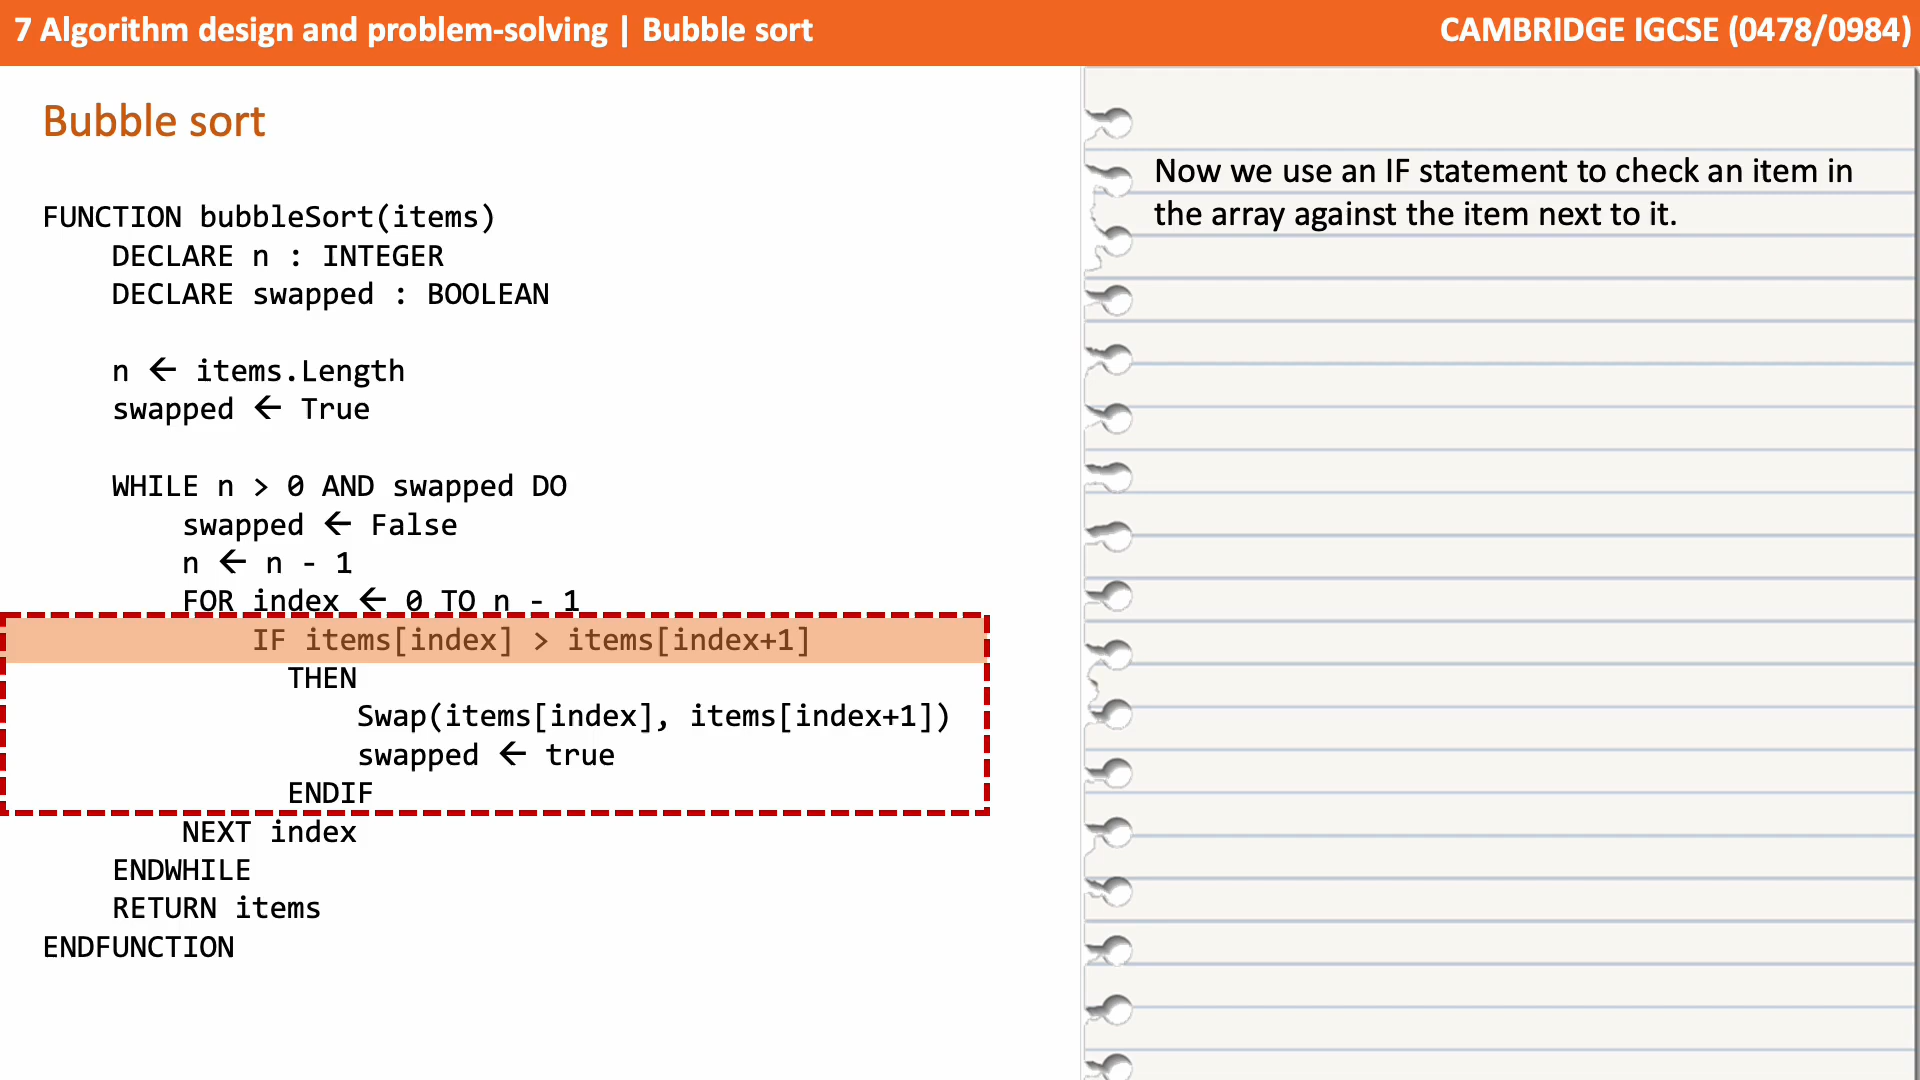 7 Algorithm design and problem-solving | Bubble sort
CAMBRIDGE IGCSE (0478/0984)
Bubble sort
FUNCTION bubbleSort(items)
    DECLARE n : INTEGER
    DECLARE swapped : BOOLEAN

    n ← items.Length
    swapped ← True

    WHILE n > 0 AND swapped DO
        swapped ← False
        n ← n - 1
        FOR index ← 0 TO n - 1
            IF items[index] > items[index+1]
              THEN
                  Swap(items[index], items[index+1])
                  swapped ← true
              ENDIF
        NEXT index
    ENDWHILE
    RETURN items
ENDFUNCTION
Now we use an IF statement to check an item in
the array against the item next to it.